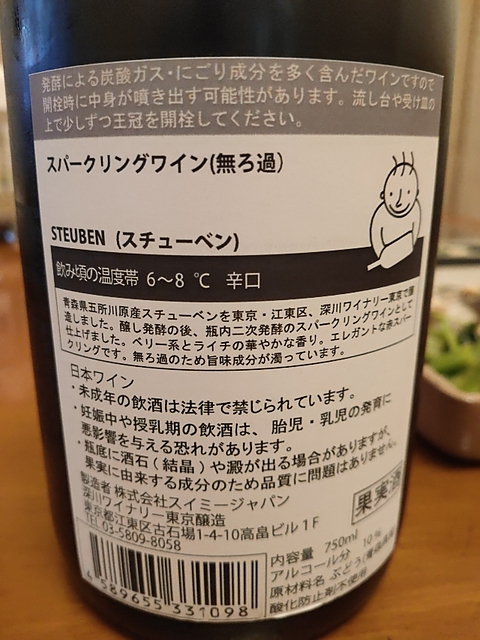 発酵による炭酸ガス・にごり成分を多く含んだワインですので
開栓時に中身が噴き出す可能性があります。流し台や受け皿の
上で少しずつ王冠を開栓してください。
スパークリングワイン(無ろ過)
STEUBEN (スチューベン)
飲み頃の温度帯 6～8 ℃ 辛口
青森県五所川原産スチューベンを東京・江東区、深川ワイナリー東京で醸
造しました。醸し発酵の後、瓶内二次発酵のスパークリングワインとして
仕上げました。ベリー系とライチの華やかな香り。エレガントな赤スパー
クリングです。無ろ過のため旨味成分が濁っています。
日本ワイン
・未成年の飲酒は法律で禁じられています。
・妊娠中や授乳期の飲酒は、胎児・乳児の発育に
悪影響を与える恐れがあります。
・瓶底に酒石(結晶)や澱が出る場合がありますが、
果実に由来する成分のため品質に問題はありません。
製造者 株式会社スイミージャパン
深川ワイナリー東京醸造
東京都江東区古石場1-4-10高畠ビル1F
TEL 03-5809-8058
果実酒
内容量 750ml
アルコール分 10%
原材料名 ぶどう
酸化防止剤不使用
4 589655 331098